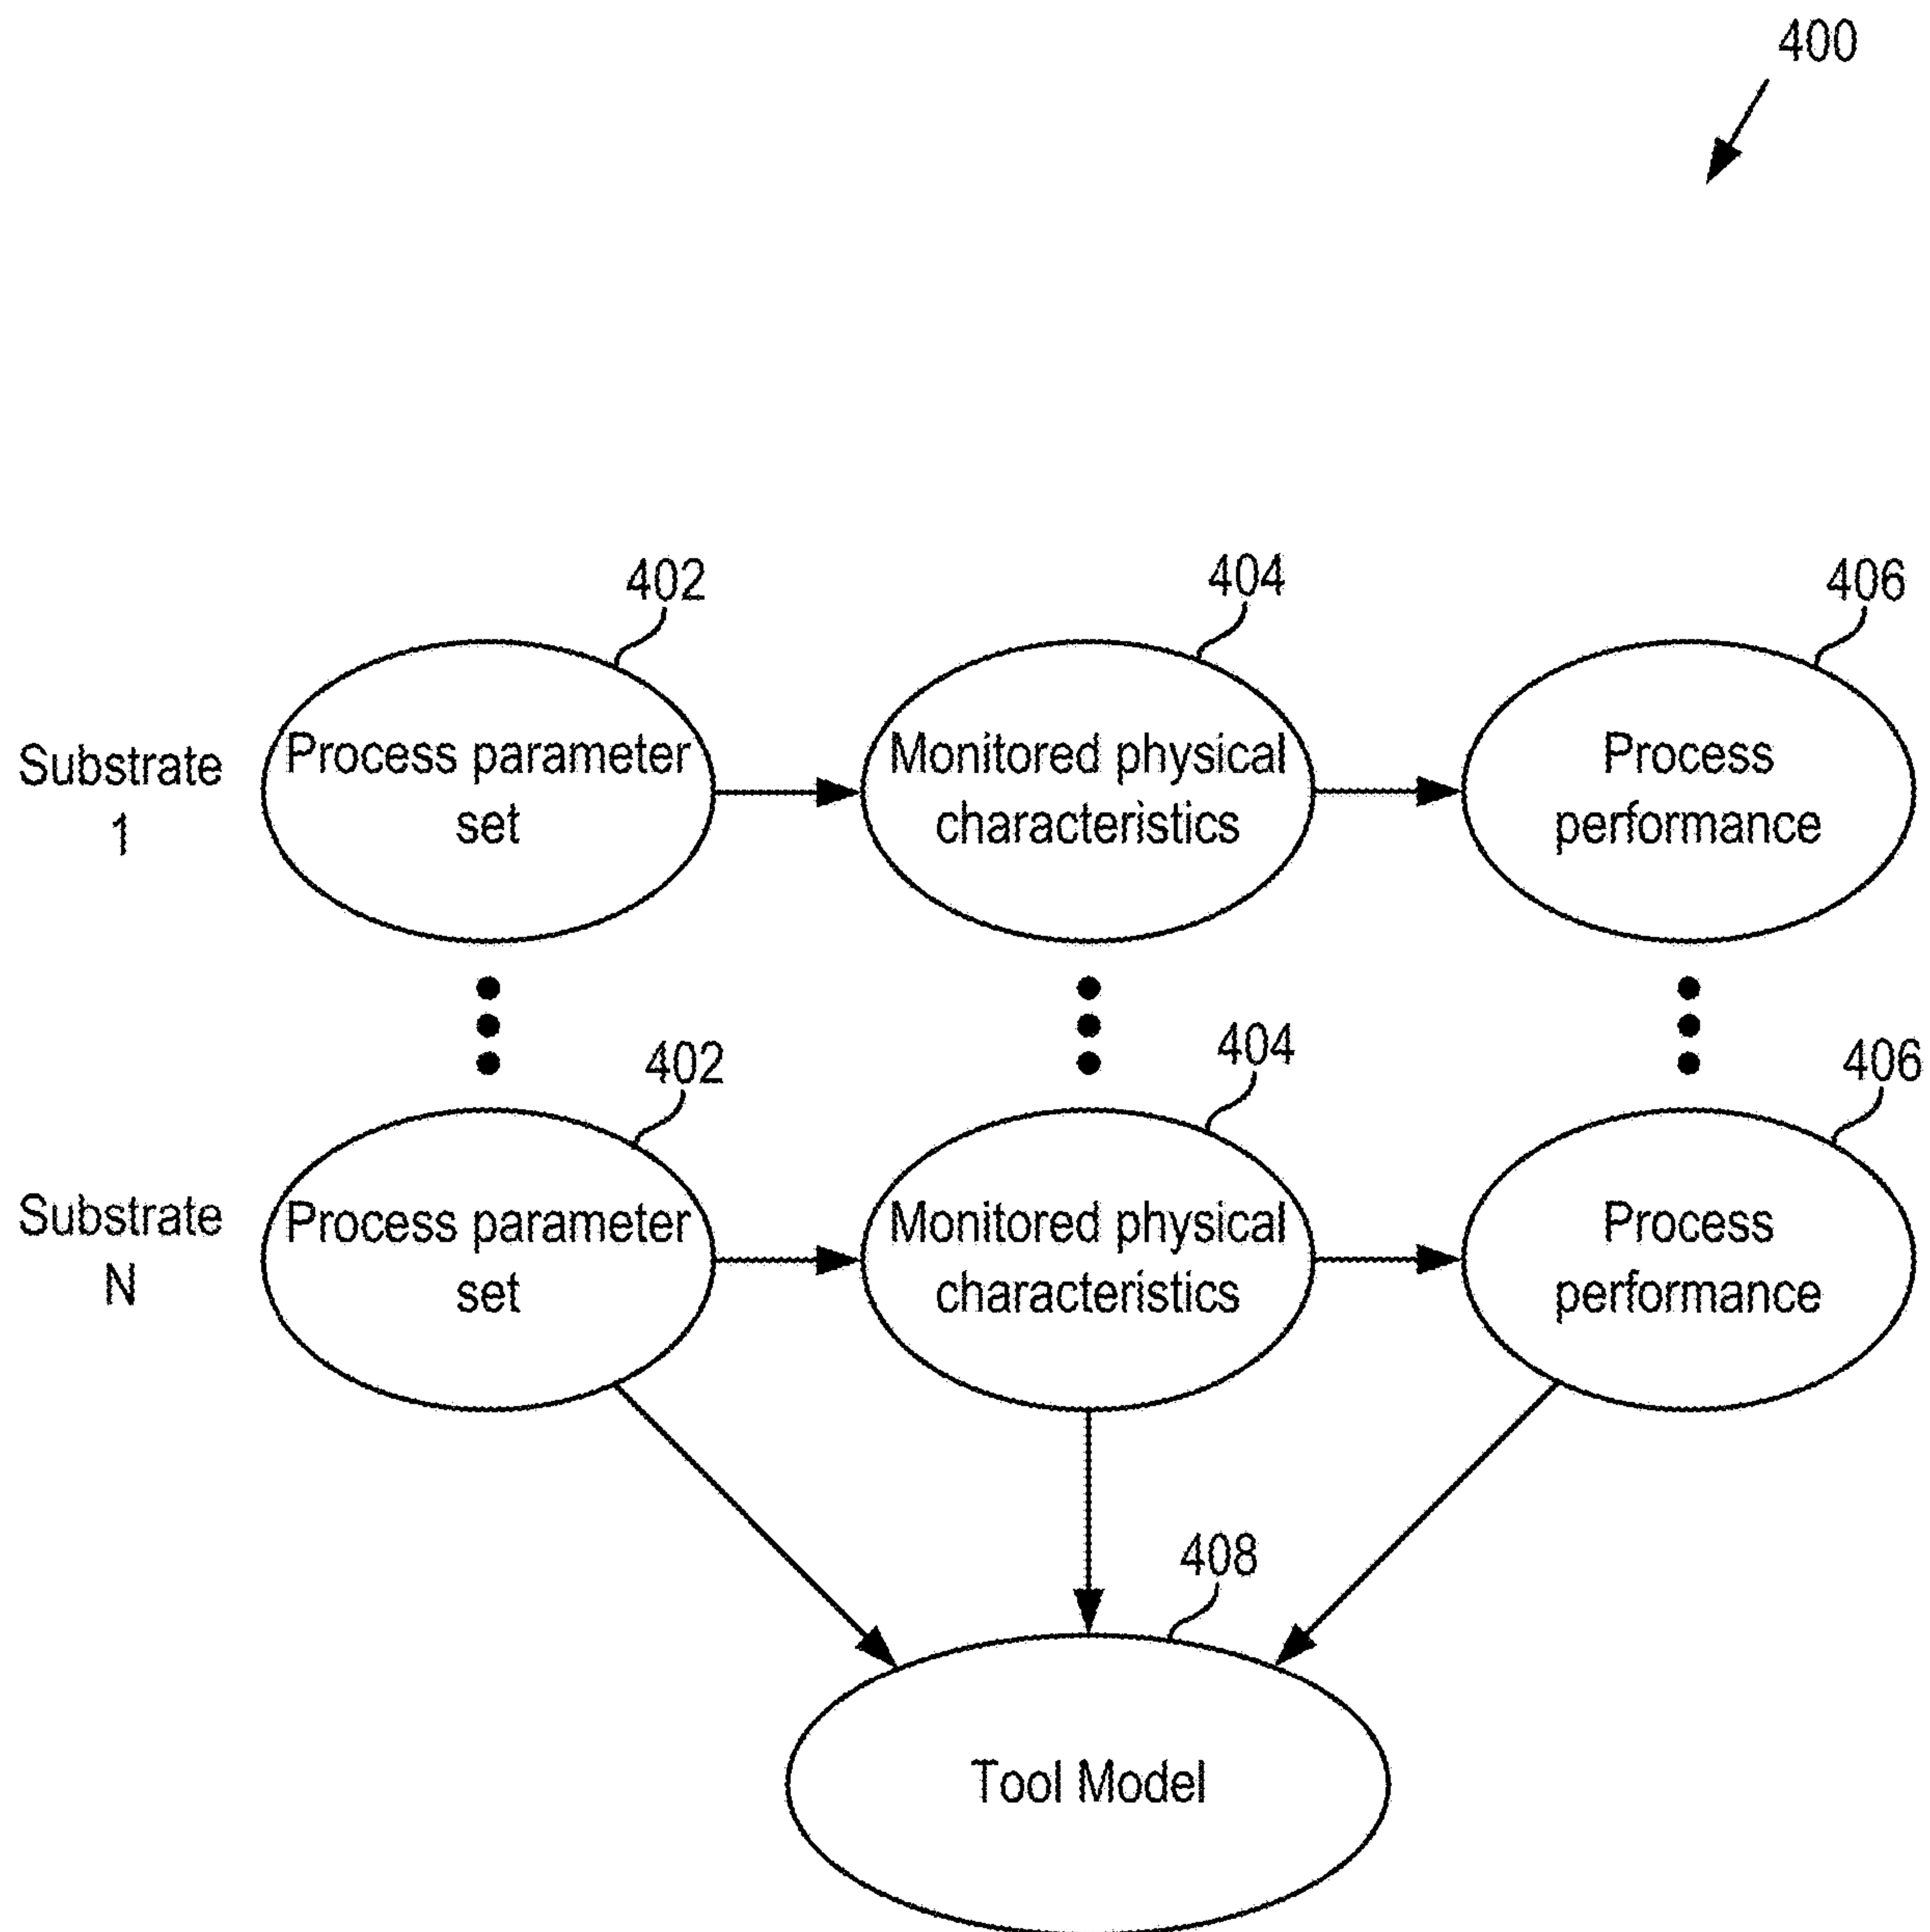 400
402
404
406
Substrate
1
Process parameter
set
Monitored physical
characteristics
Process
performance
402
404
406
Substrate
N
Process parameter
set
Monitored physical
characteristics
Process
performance
408
Tool Model